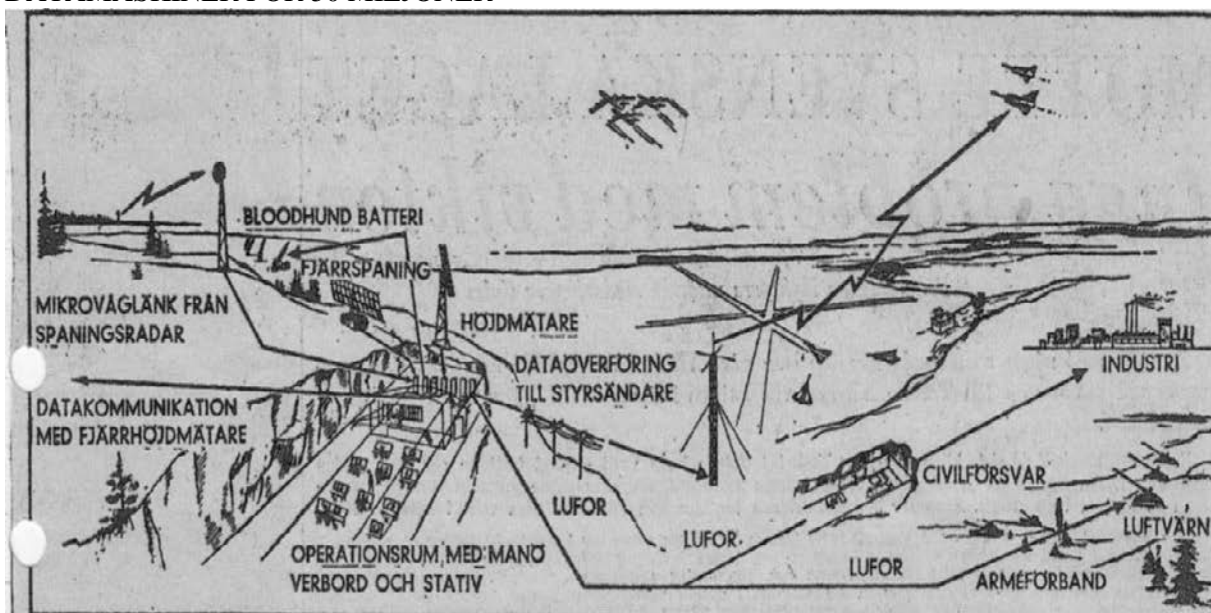 BLOODHUND BATTERI
FJÄRRSPANING
MIKROVÅGLÄNK FRÅN
SPANINGSRADAR
HÖJDMÄTARE
DATAÖVERFÖRING
TILL STYRSÄNDARE
INDUSTRI
DATAKOMMUNIKATION
MED FJÄRRHÖJDMÄTARE
CIVILFÖRSVAR
LUFOR
LUFOR
LUFOR
LUFTVÄRN
OPERATIONSRUM MED MANÖ
VERBORD OCH STATIV
ARMÉFÖRBAND